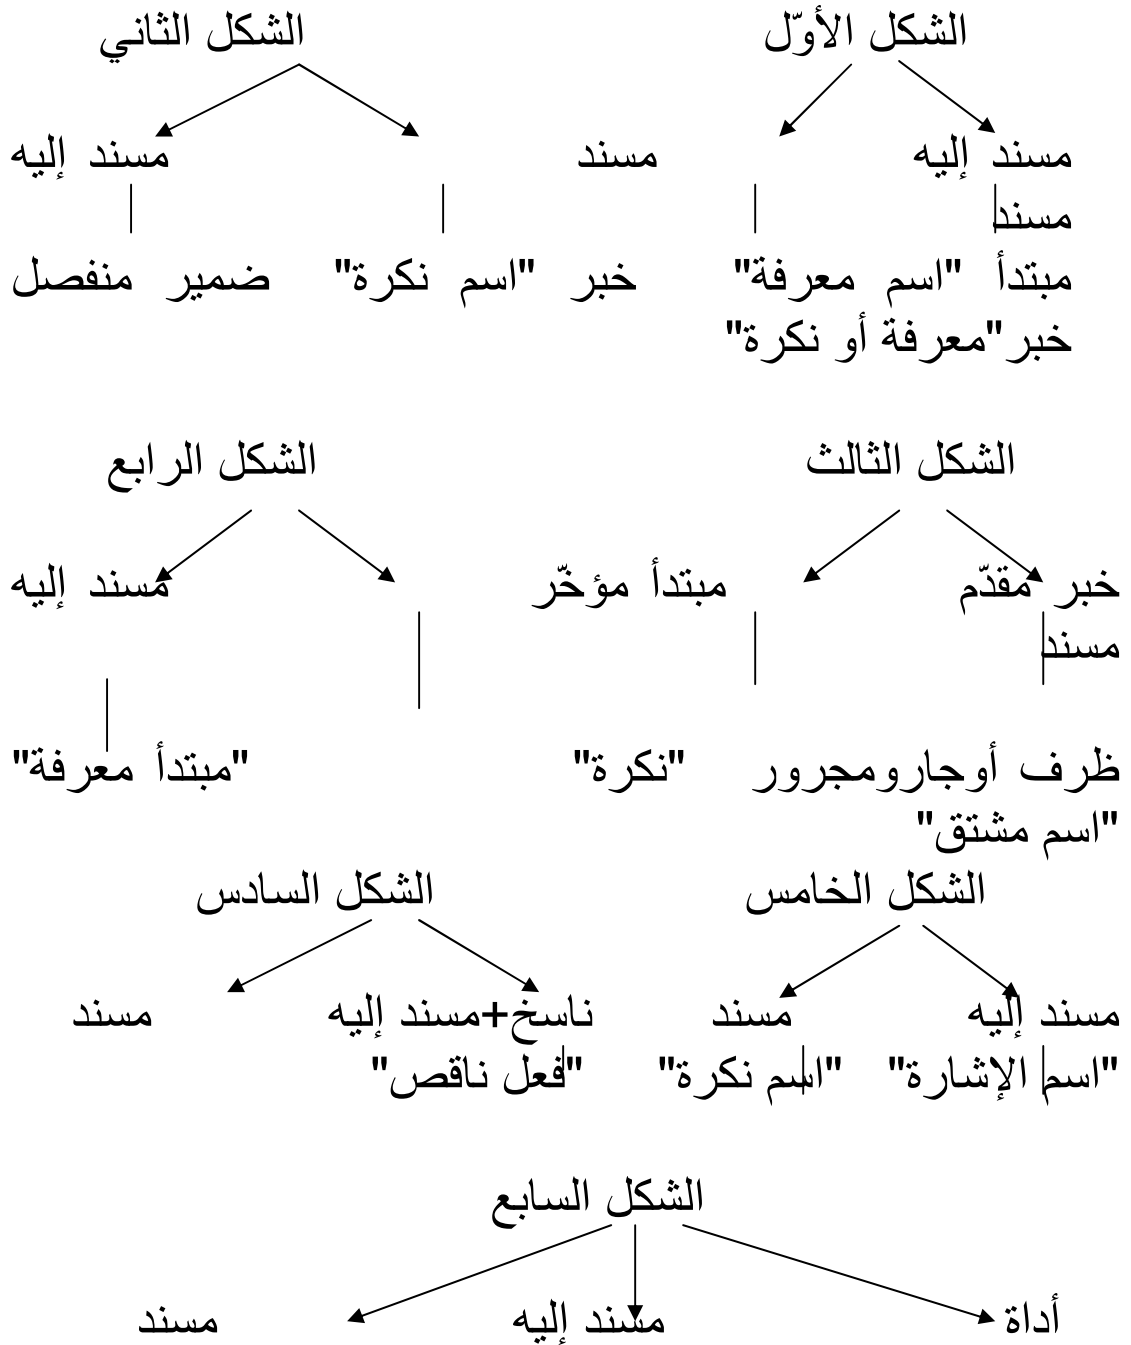 الشكل الأوّل الشكل الثاني
مسند إليه مسند مسند إليه
مسند
مبتدأ "اسم معرفة" خبر "اسم نكرة" ضمير منفصل
خبر"معرفة أو نكرة"
الشكل الثالث الشكل الرابع
خبر مقدّم مبتدأ مؤخّر مسند إليه
مسند
ظرف أوجارومجرور "نكرة" "مبتدأ معرفة"
"اسم مشتق"
الشكل الخامس الشكل السادس
مسند إليه مسند ناسخ+مسند إليه مسند
"اسم الإشارة" "اسم نكرة" "فعل ناقص"
الشكل السابع
أداة مسند إليه مسند